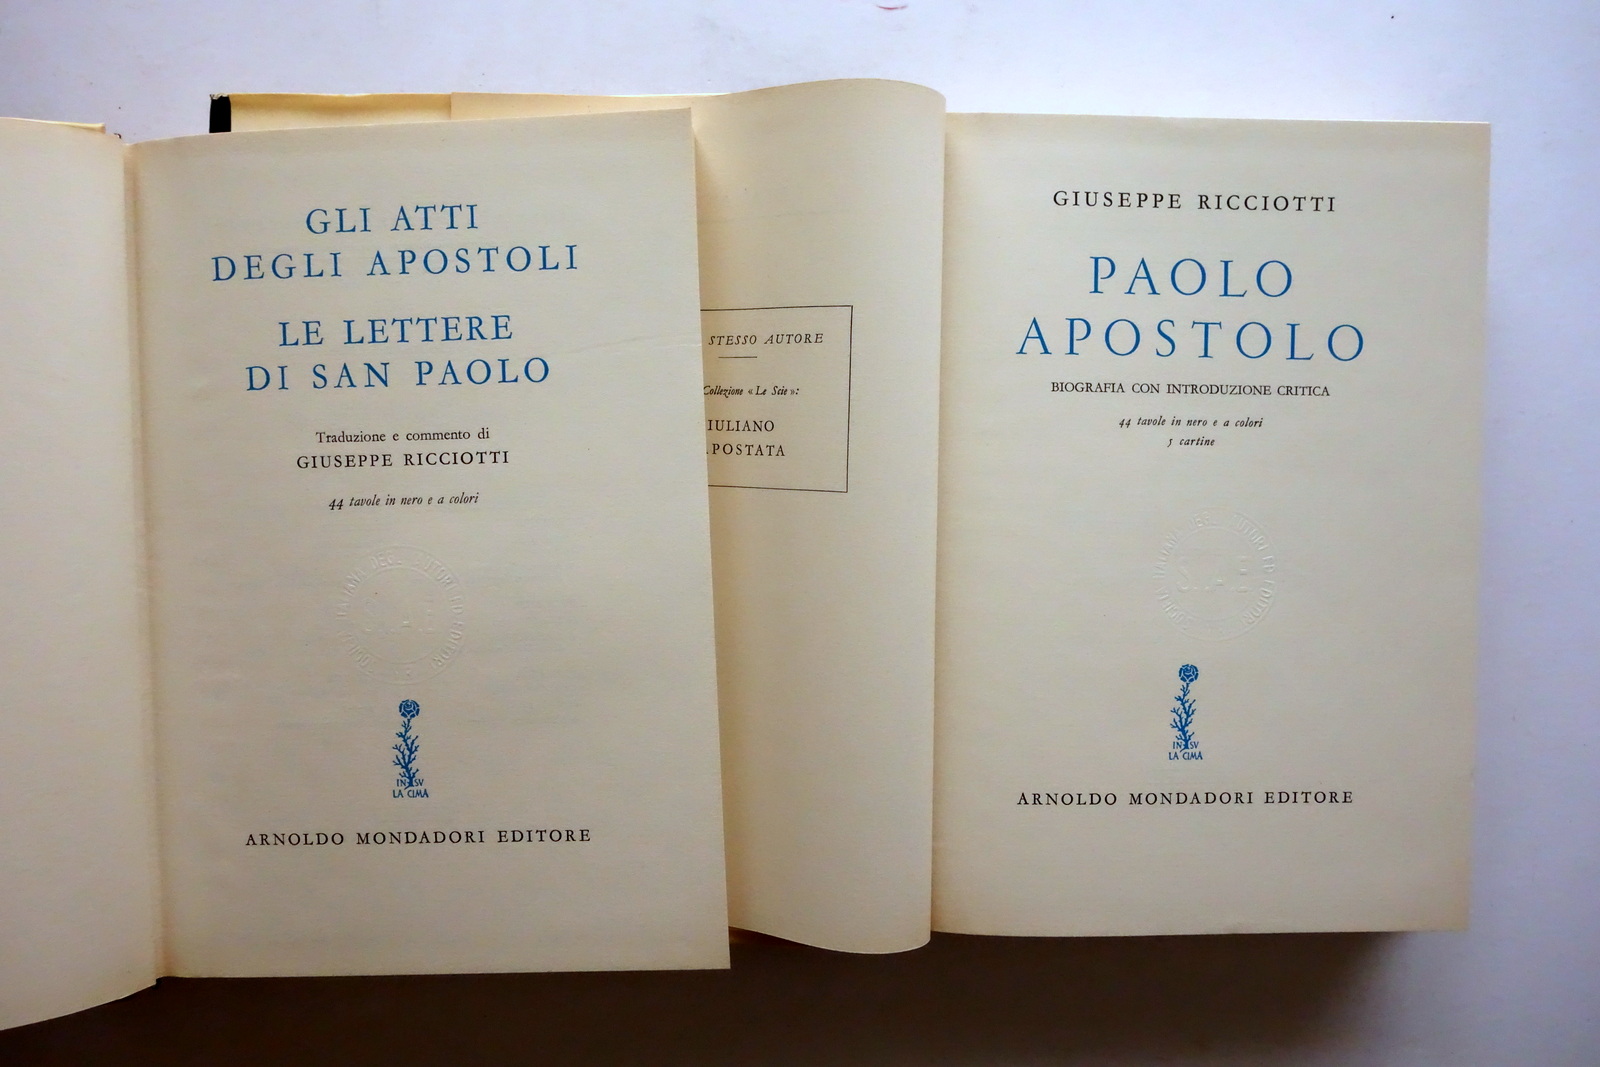 GLI ATTI
DEGLI APOSTOLI
LE LETTERE
DI SAN PAOLO
Traduzione e commento di
GIUSEPPE RICCIOTTI
44 tavole in nero e a colori
IN SV
LA CIMA
ARNOLDO MONDADORI EDITORE
STESSO AUTORE
Collezione « Le Scie »:
IULIANO
POSTATA
GIUSEPPE RICCIOTTI
PAOLO
APOSTOLO
BIOGRAFIA CON INTRODUZIONE CRITICA
44 tavole in nero e a colori
5 cartine
IN SV
LA CIMA
ARNOLDO MONDADORI EDITORE